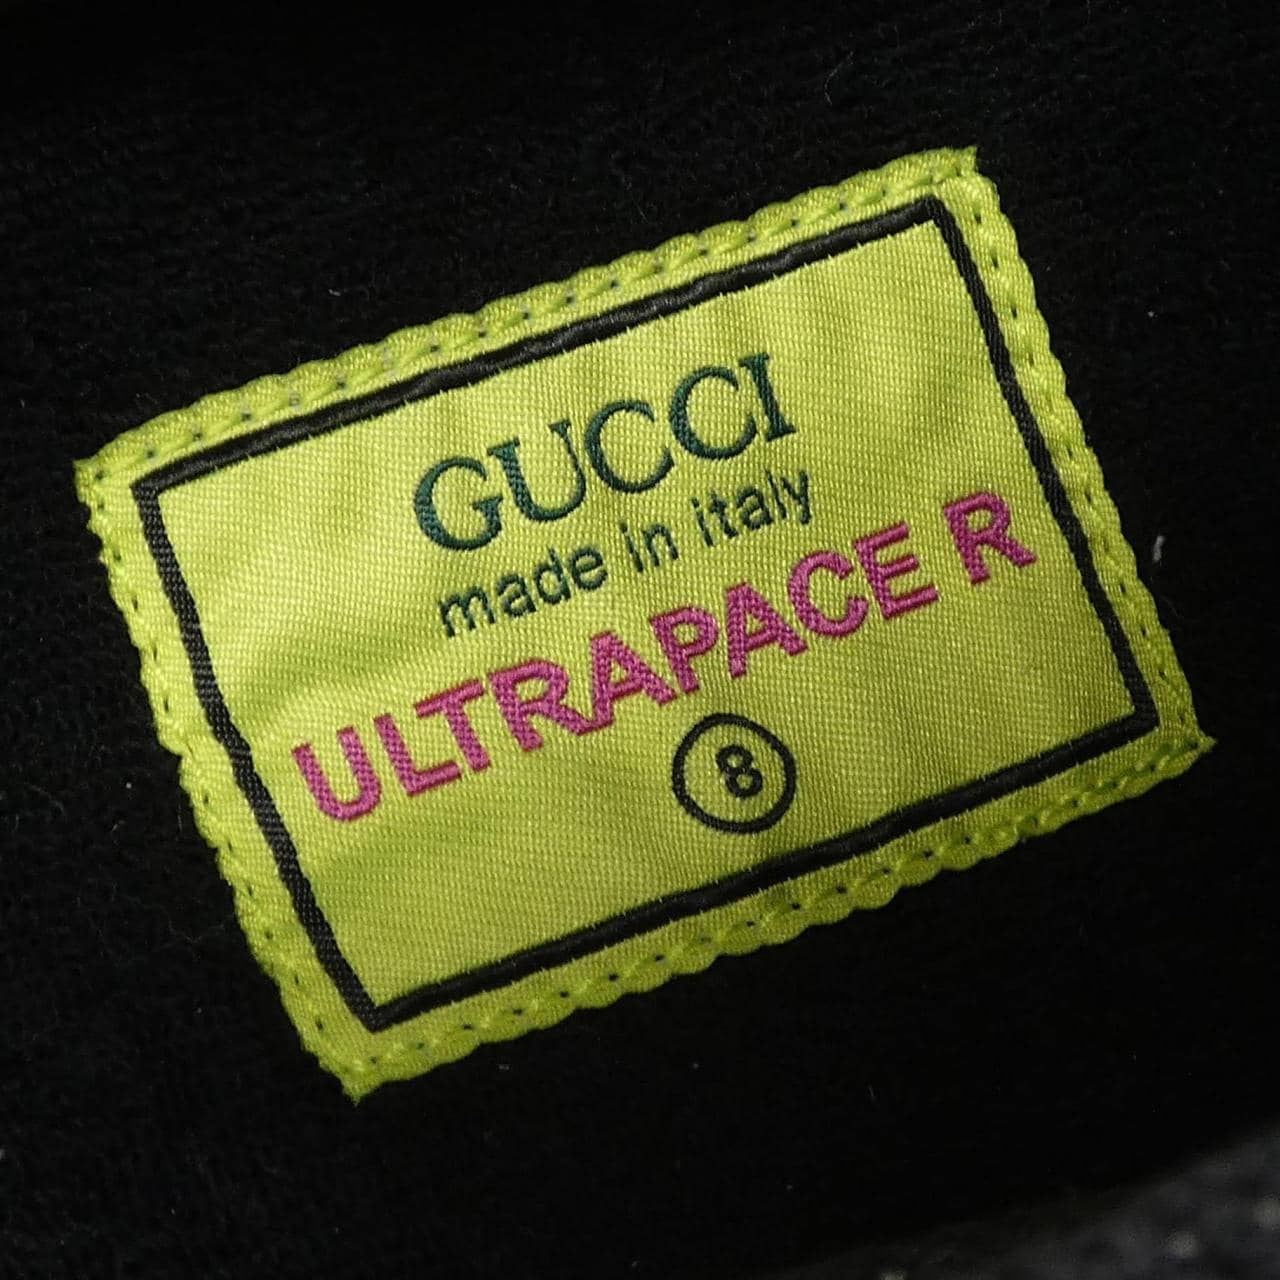 GUCCI
made in italy
ULTRAPACE R
8